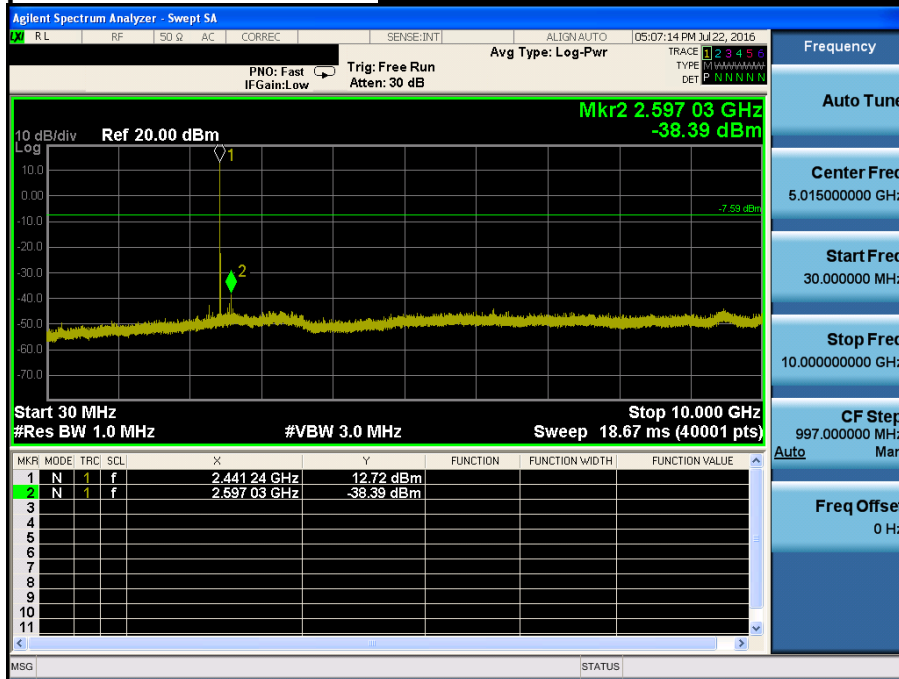 Agilent Spectrum Analyzer - Swept SA
LXI RL RF 50 Ω AC CORREC SENSE:INT ALIGN AUTO 05:07:14 PM Jul 22, 2016
Avg Type: Log-Pwr
TRACE 1 2 3 4 5 6
TYPE M WWWWW
DET P N N N N N
PNO: Fast
IFGain:Low
Trig: Free Run
Atten: 30 dB
Mkr2 2.597 03 GHz
-38.39 dBm
10 dB/div
Log
Ref 20.00 dBm
10.0
0.00
-10.0
-20.0
-30.0
-40.0
-50.0
-60.0
-70.0
1
2
-7.59 dBm
Start 30 MHz
Stop 10.000 GHz
#Res BW 1.0 MHz
#VBW 3.0 MHz
Sweep 18.67 ms (40001 pts)
MKR MODE TRC SCL X Y FUNCTION FUNCTION WIDTH FUNCTION VALUE
1 N 1 f 2.441 24 GHz 12.72 dBm
2 N 1 f 2.597 03 GHz -38.39 dBm
3
4
5
6
7
8
9
10
11
MSG
STATUS
Frequency
Auto Tune
Center Freq
5.015000000 GHz
Start Freq
30.000000 MHz
Stop Freq
10.000000000 GHz
CF Step
997.000000 MHz
Auto Man
Freq Offset
0 Hz